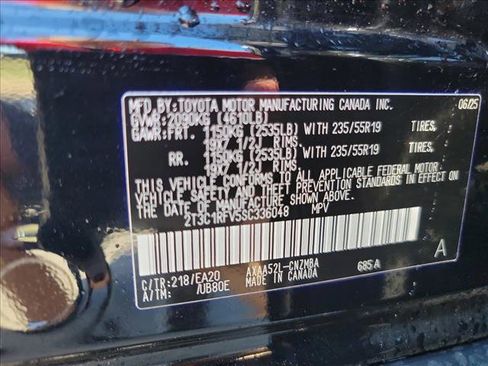 MFD.BY:TOYOTA MOTOR MANUFACTURING CANADA INC. 06/25
GVWR: 2090KG (4610LB)
GAWR:FRT. 1150KG (2535LB) WITH 235/55R19 TIRES,
19X7 1/2J RIMS
RR. 1150KG (2535LB) WITH 235/55R19 TIRES,
19X7 1/2J RIMS
THIS VEHICLE CONFORMS TO ALL APPLICABLE FEDERAL MOTOR
VEHICLE SAFETY AND THEFT PREVENTION STANDARDS IN EFFECT
ON THE DATE OF MANUFACTURE SHOWN ABOVE.
2T3C1RFV5SC336048 MPV
C/TR:218/EA20 AXAA52L-CNZMBA 685A A
A/TM: /UB80E MADE IN CANADA